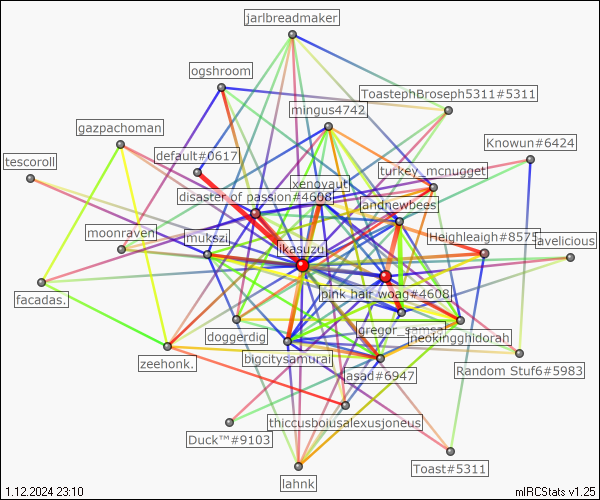 jarlbreadmaker
ogshroom
ToastephBroseph5311#5311
mingus4742
gazpachoman
Knowun#6424
default#0617
tescoroll
turkey_mcnugget
xenovaut
disaster of passion#4608
andnewbees
moonraven
mukszi
Heighleaigh#8575
avelicious
ikasuzu
pink hair woag#4608
facadas.
gregor_samsa
neokingghidorah
doggerdig
bigcitysamurai
zeehonk.
lasad#6947
Random Stuf6#5983
thiccusboiusalexusjoneus
Duck™#9103
Toast#5311
lahnk
1.12.2024 23:10
mIRCStats v1.25